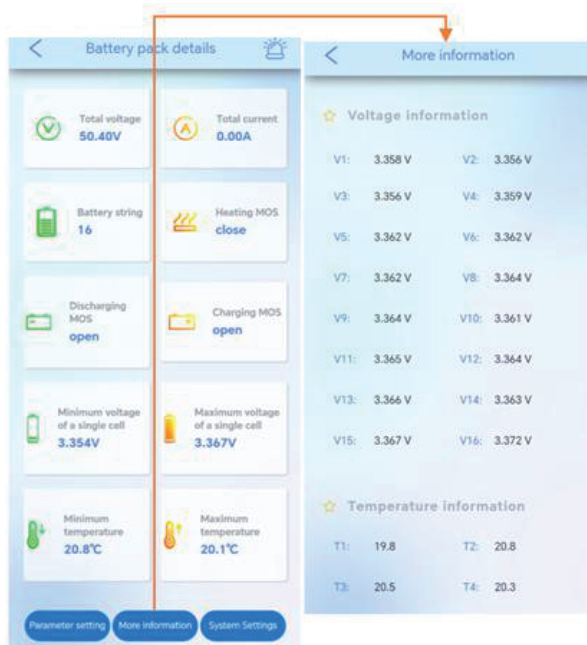 Battery pack details
Total voltage
50.40V
Total current
0.00A
Battery string
16
Heating MOS
close
Discharging
MOS
open
Charging MOS
open
Minimum voltage
of a single cell
3.354V
Maximum voltage
of a single cell
3.367V
Minimum
temperature
20.8℃
Maximum
temperature
20.1℃
Parameter setting
More information
System Settings
More information
Voltage information
V1: 3.358 V V2: 3.356 V
V3: 3.356 V V4: 3.359 V
V5: 3.362 V V6: 3.362 V
V7: 3.362 V V8: 3.364 V
V9: 3.364 V V10: 3.361 V
V11: 3.365 V V12: 3.364 V
V13: 3.366 V V14: 3.363 V
V15: 3.367 V V16: 3.372 V
Temperature information
T1: 19.8 T2: 20.8
T3: 20.5 T4: 20.3